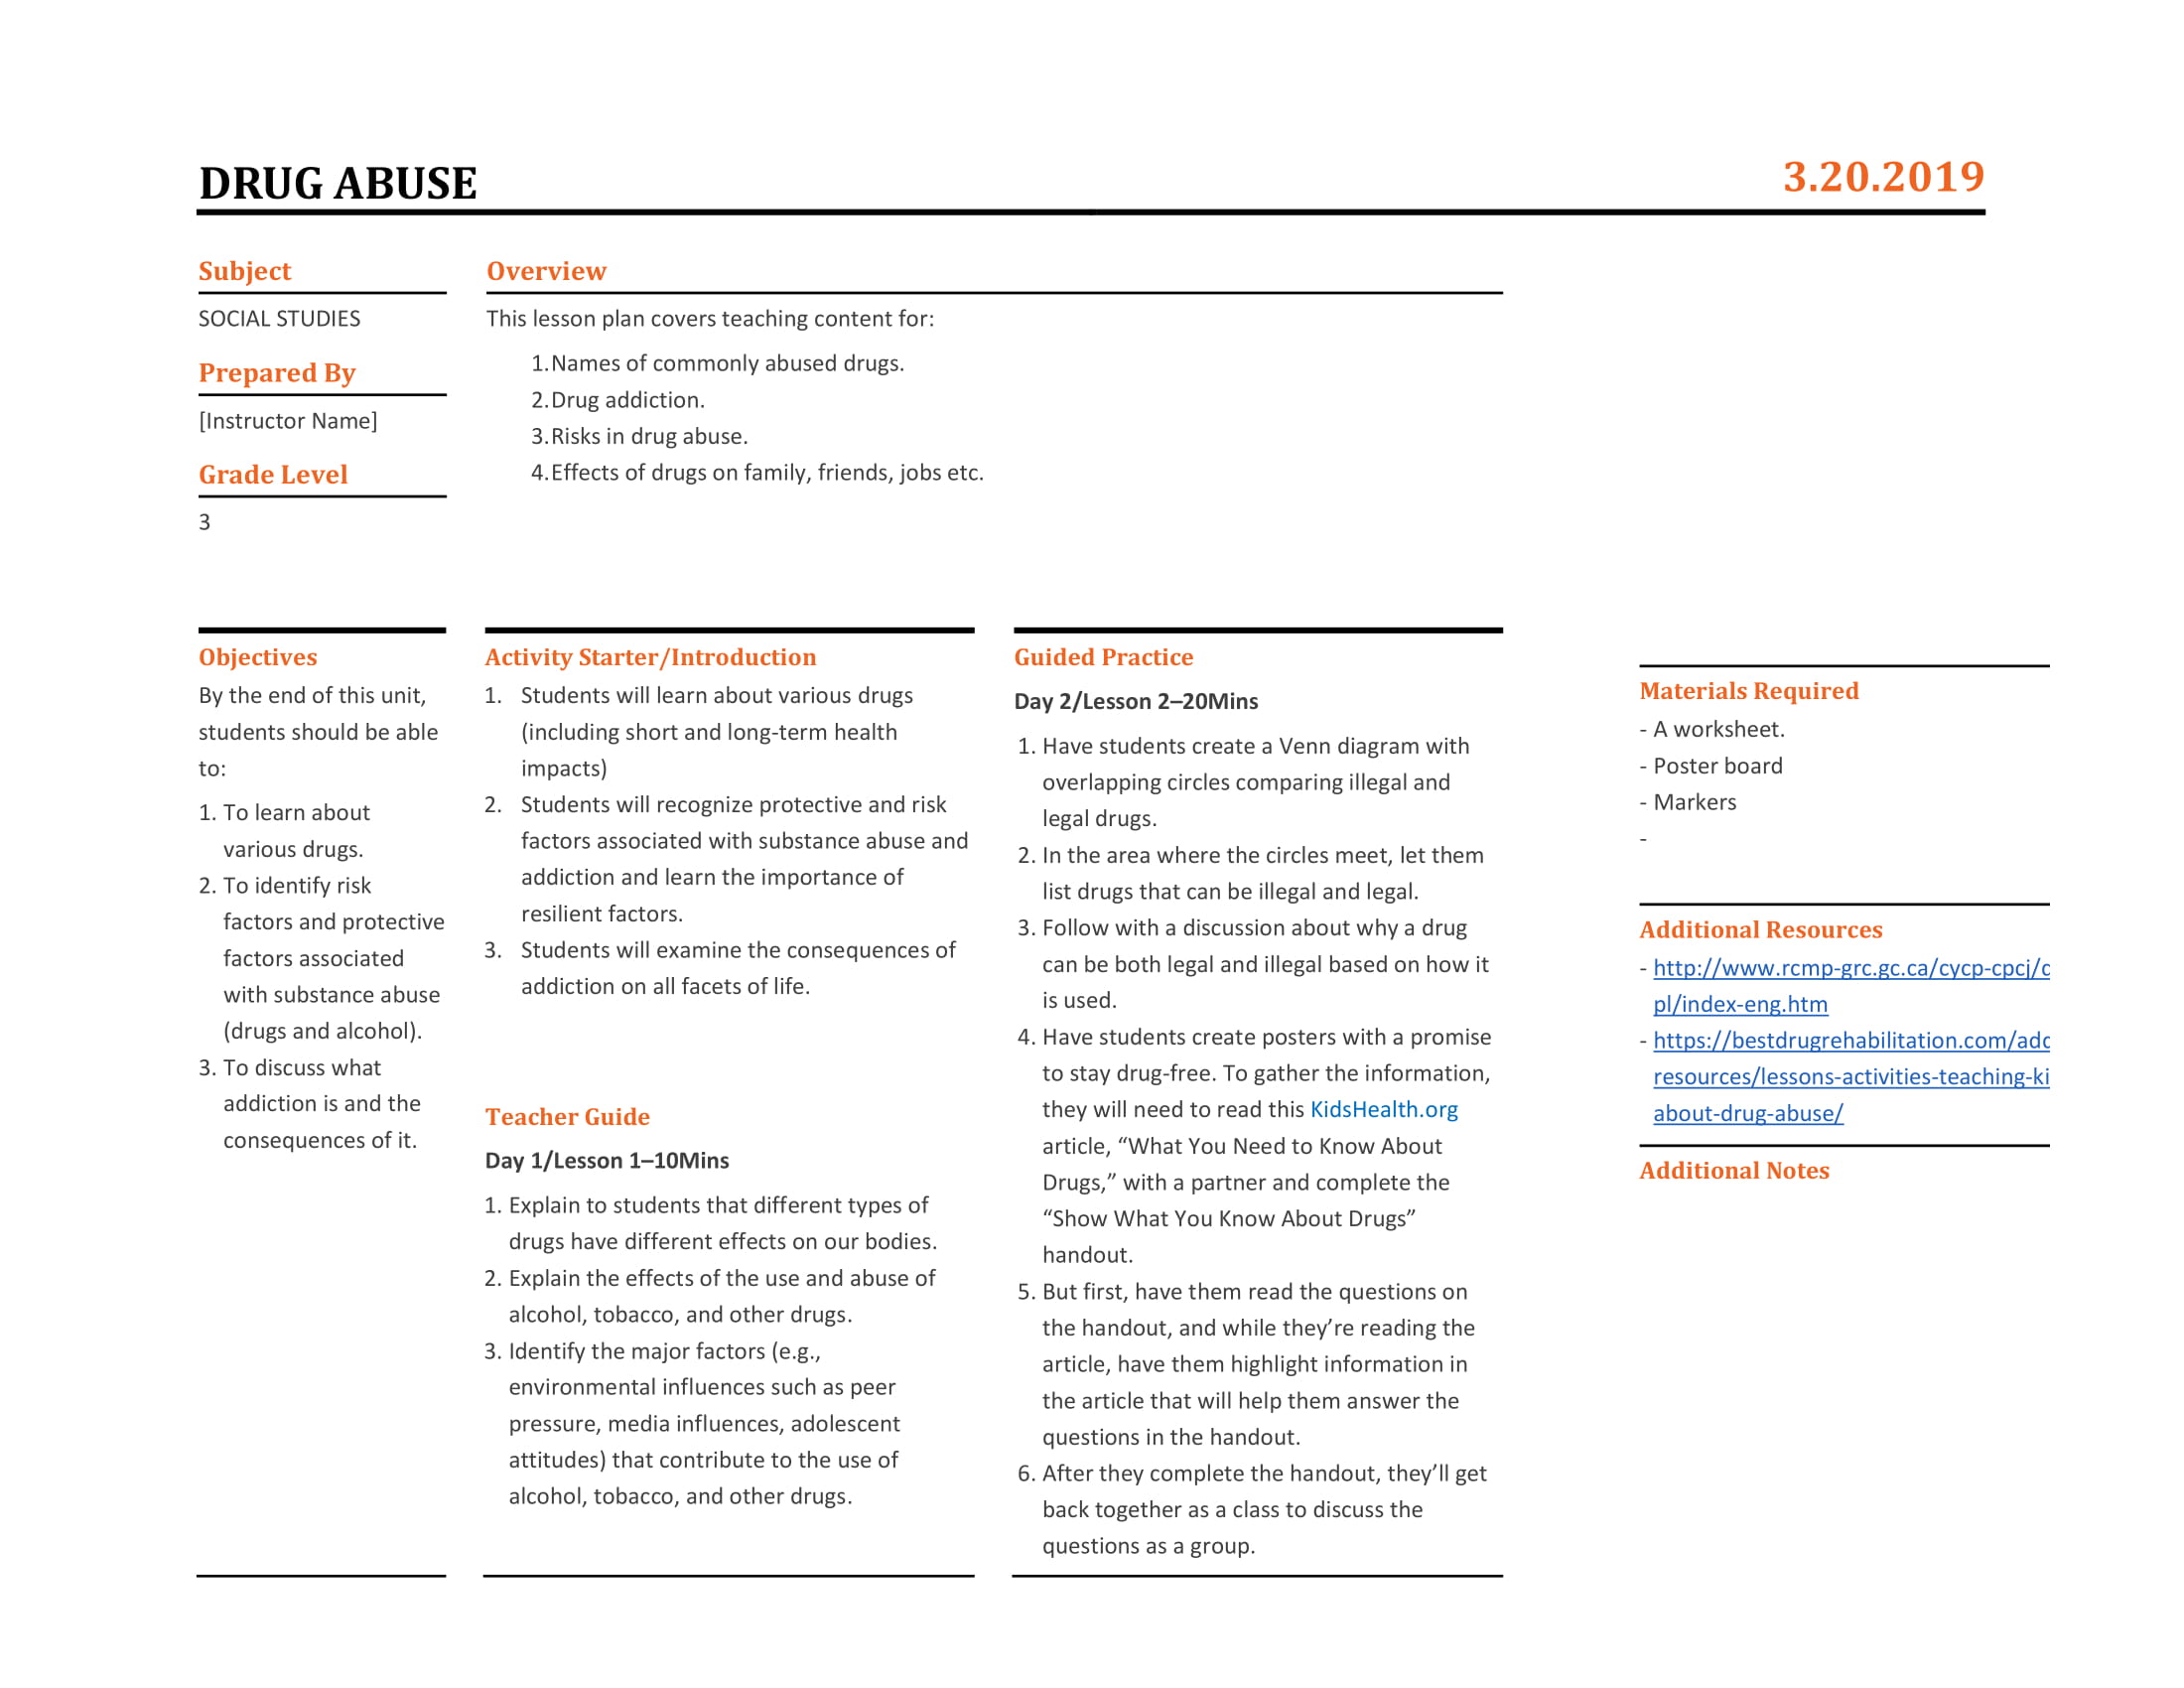 DRUG ABUSE
3.20.2019
Subject
SOCIAL STUDIES
Prepared By
[Instructor Name]
Grade Level
3
Overview
This lesson plan covers teaching content for:
1.Names of commonly abused drugs.
2.Drug addiction.
3.Risks in drug abuse.
4.Effects of drugs on family, friends, jobs etc.
Objectives
By the end of this unit,
students should be able
to:
1. To learn about
various drugs.
2. To identify risk
factors and protective
factors associated
with substance abuse
(drugs and alcohol).
3. To discuss what
addiction is and the
consequences of it.
Activity Starter/Introduction
1. Students will learn about various drugs
(including short and long-term health
impacts)
2. Students will recognize protective and risk
factors associated with substance abuse and
addiction and learn the importance of
resilient factors.
3. Students will examine the consequences of
addiction on all facets of life.
Teacher Guide
Day 1/Lesson 1–10Mins
1. Explain to students that different types of
drugs have different effects on our bodies.
2. Explain the effects of the use and abuse of
alcohol, tobacco, and other drugs.
3. Identify the major factors (e.g.,
environmental influences such as peer
pressure, media influences, adolescent
attitudes) that contribute to the use of
alcohol, tobacco, and other drugs.
Guided Practice
Day 2/Lesson 2–20Mins
1. Have students create a Venn diagram with
overlapping circles comparing illegal and
legal drugs.
2. In the area where the circles meet, let them
list drugs that can be illegal and legal.
3. Follow with a discussion about why a drug
can be both legal and illegal based on how it
is used.
4. Have students create posters with a promise
to stay drug-free. To gather the information,
they will need to read this KidsHealth.org
article, “What You Need to Know About
Drugs,” with a partner and complete the
“Show What You Know About Drugs”
handout.
5. But first, have them read the questions on
the handout, and while they’re reading the
article, have them highlight information in
the article that will help them answer the
questions in the handout.
6. After they complete the handout, they’ll get
back together as a class to discuss the
questions as a group.
Materials Required
- A worksheet.
- Poster board
- Markers
-
Additional Resources
- http://www.rcmp-grc.gc.ca/cycp-cpcj/
pl/index-eng.htm
- https://bestdrugrehabilitation.com/add
resources/lessons-activities-teaching-ki
about-drug-abuse/
Additional Notes